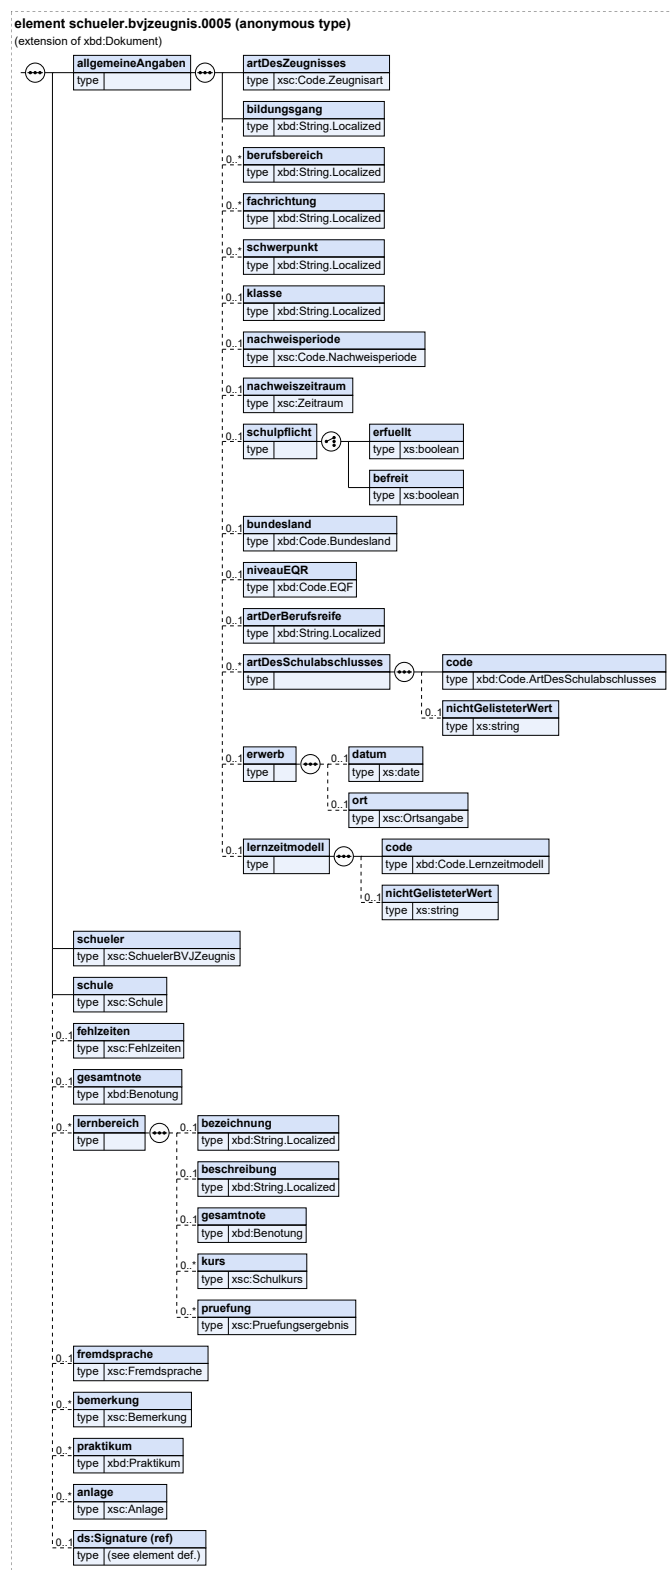 element schueler.bvjzeugnis.0005 (anonymous type)
(extension of xbd:Dokument)
allgemeineAngaben
type
artDesZeugnisses
type xsc:Code.Zeugnisart
bildungsgang
type xbd:String.Localized
0..* berufsbereich
type xbd:String.Localized
0..* fachrichtung
type xbd:String.Localized
0..* schwerpunkt
type xbd:String.Localized
0..1 klasse
type xbd:String.Localized
0..1 nachweisperiode
type xsc:Code.Nachweisperiode
0..1 nachweiszeitraum
type xsc:Zeitraum
0..1 schulpflicht
type
erfuellt
type xs:boolean
befreit
type xs:boolean
0..1 bundesland
type xbd:Code.Bundesland
0..1 niveauEQR
type xbd:Code.EQF
0..1 artDerBerufsreife
type xbd:String.Localized
0..* artDesSchulabschlusses
type
code
type xbd:Code.ArtDesSchulabschlusses
0..1 nichtGelisteterWert
type xs:string
0..1 erwerb
type
0..1 datum
type xs:date
0..1 ort
type xsc:Ortsangabe
0..1 lernzeitmodell
type
code
type xbd:Code.Lernzeitmodell
0..1 nichtGelisteterWert
type xs:string
schueler
type xsc:SchuelerBVJZeugnis
schule
type xsc:Schule
0..1 fehlzeiten
type xsc:Fehlzeiten
0..1 gesamtnote
type xbd:Benotung
0..* lernbereich
type
0..1 bezeichnung
type xbd:String.Localized
0..1 beschreibung
type xbd:String.Localized
0..1 gesamtnote
type xbd:Benotung
0..* kurs
type xsc:Schulkurs
0..* pruefung
type xsc:Pruefungsergebnis
0..1 fremdsprache
type xsc:Fremdsprache
0..* bemerkung
type xsc:Bemerkung
0..* praktikum
type xbd:Praktikum
0..* anlage
type xsc:Anlage
0..1 ds:Signature (ref)
type (see element def.)